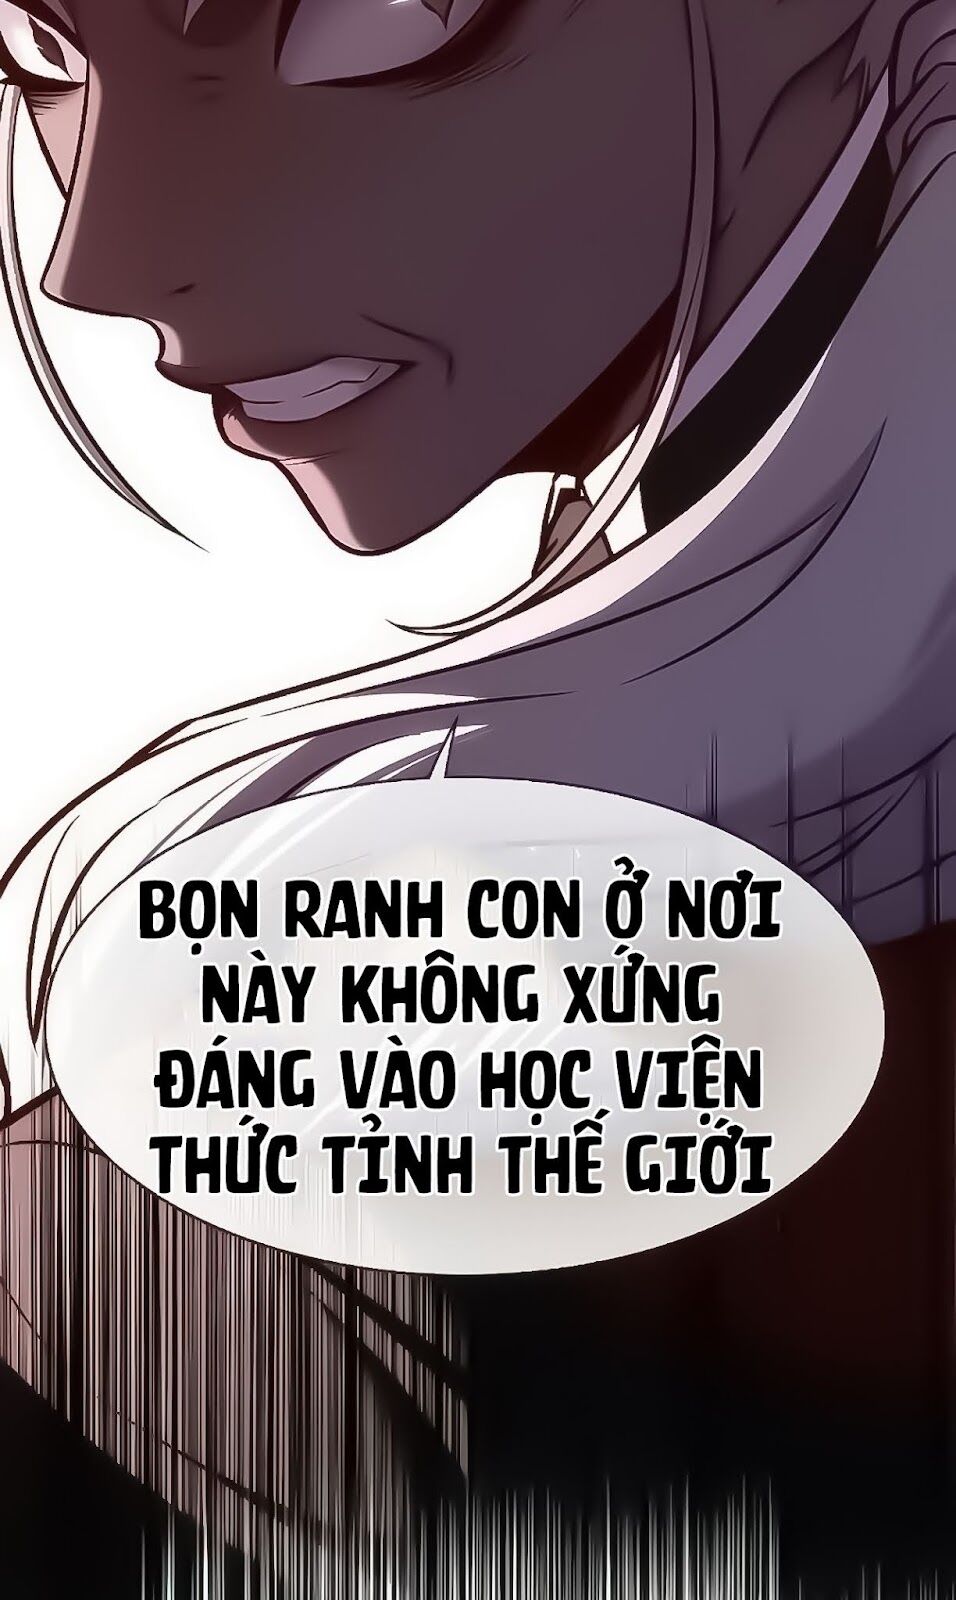 BỌN RANH CON Ở NƠI
NÀY KHÔNG XỨNG
ĐÁNG VÀO HỌC VIỆN
THỨC TỈNH THẾ GIỚI